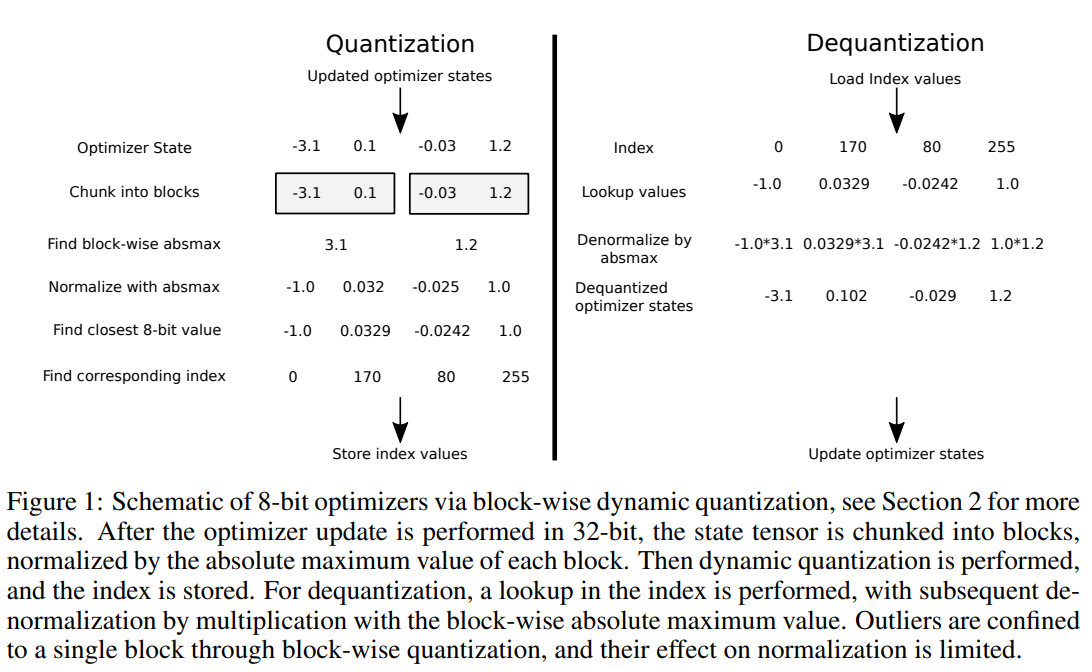 Quantization
Updated optimizer states
Optimizer State -3.1 0.1 -0.03 1.2
Chunk into blocks -3.1 0.1 -0.03 1.2
Find block-wise absmax 3.1 1.2
Normalize with absmax -1.0 0.032 -0.025 1.0
Find closest 8-bit value -1.0 0.0329 -0.0242 1.0
Find corresponding index 0 170 80 255
Store index values
Dequantization
Load Index values
Index 0 170 80 255
Lookup values -1.0 0.0329 -0.0242 1.0
Denormalize by
absmax
-1.0*3.1 0.0329*3.1 -0.0242*1.2 1.0*1.2
Dequantized
optimizer states
-3.1 0.102 -0.029 1.2
Update optimizer states
Figure 1: Schematic of 8-bit optimizers via block-wise dynamic quantization, see Section 2 for more
details. After the optimizer update is performed in 32-bit, the state tensor is chunked into blocks,
normalized by the absolute maximum value of each block. Then dynamic quantization is performed,
and the index is stored. For dequantization, a lookup in the index is performed, with subsequent de-
normalization by multiplication with the block-wise absolute maximum value. Outliers are confined
to a single block through block-wise quantization, and their effect on normalization is limited.